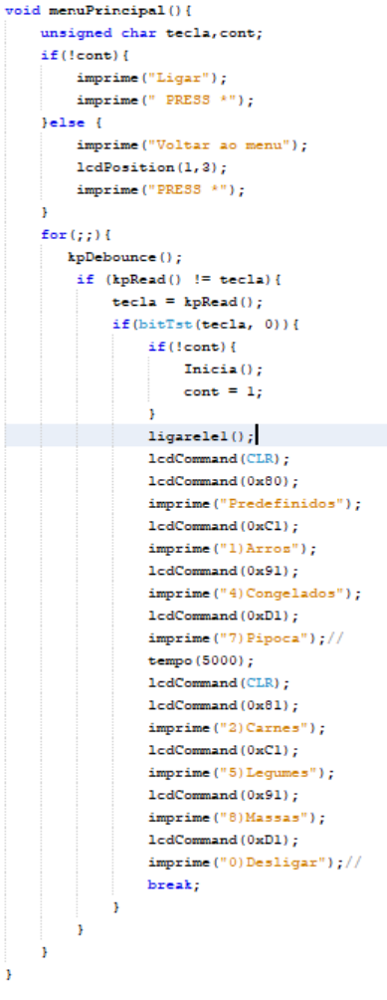 void menuPrincipal(){
    unsigned char tecla,cont;
    if(!cont){
        imprime("Ligar");
        imprime(" PRESS *");
    }else {
        imprime("Voltar ao menu");
        lcdPosition(1,3);
        imprime("PRESS *");
    }
    for(;;){
       kpDebounce();
        if (kpRead() != tecla){
            tecla = kpRead();
            if(bitTst(tecla, 0)){
                if(!cont){
                    Inicia();
                    cont = 1;
                }
                ligarele1();
                lcdCommand(CLR);
                lcdCommand(0x80);
                imprime("Predefinidos");
                lcdCommand(0xC1);
                imprime("1)Arros");
                lcdCommand(0x91);
                imprime("4)Congelados");
                lcdCommand(0xD1);
                imprime("7)Pipoca");//
                tempo(5000);
                lcdCommand(CLR);
                lcdCommand(0x81);
                imprime("2)Carnes");
                lcdCommand(0xC1);
                imprime("5)Legumes");
                lcdCommand(0x91);
                imprime("8)Massas");
                lcdCommand(0xD1);
                imprime("0)Desligar");//
                break;
            }
        }
    }
}